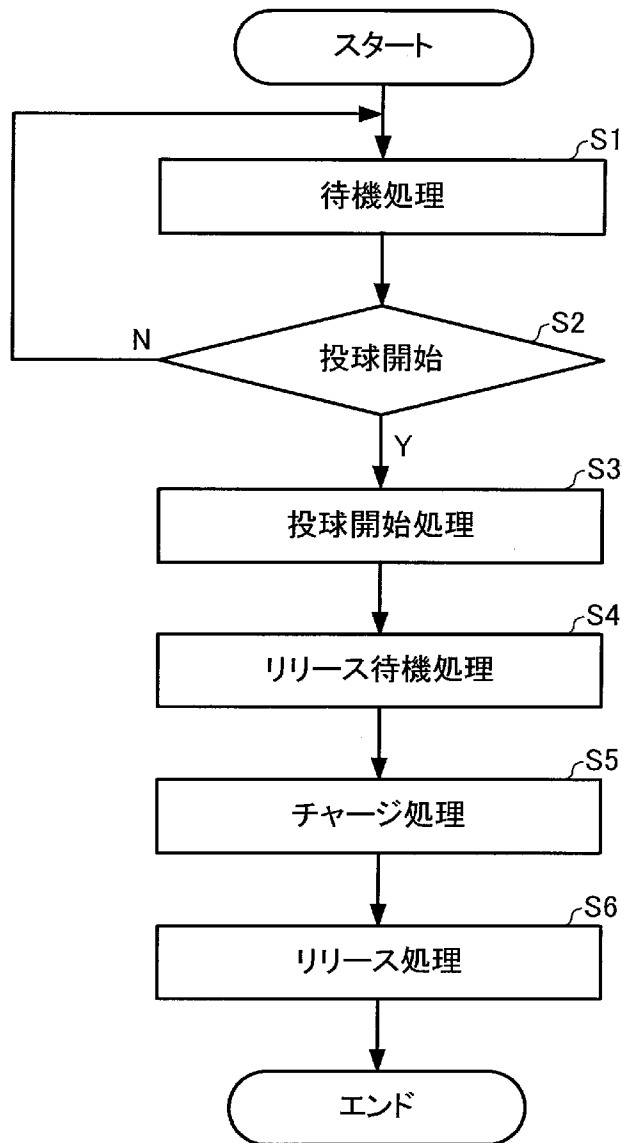 スタート
S1
待機処理
S2
投球開始
N
Y
S3
投球開始処理
S4
リリース待機処理
S5
チャージ処理
S6
リリース処理
エンド